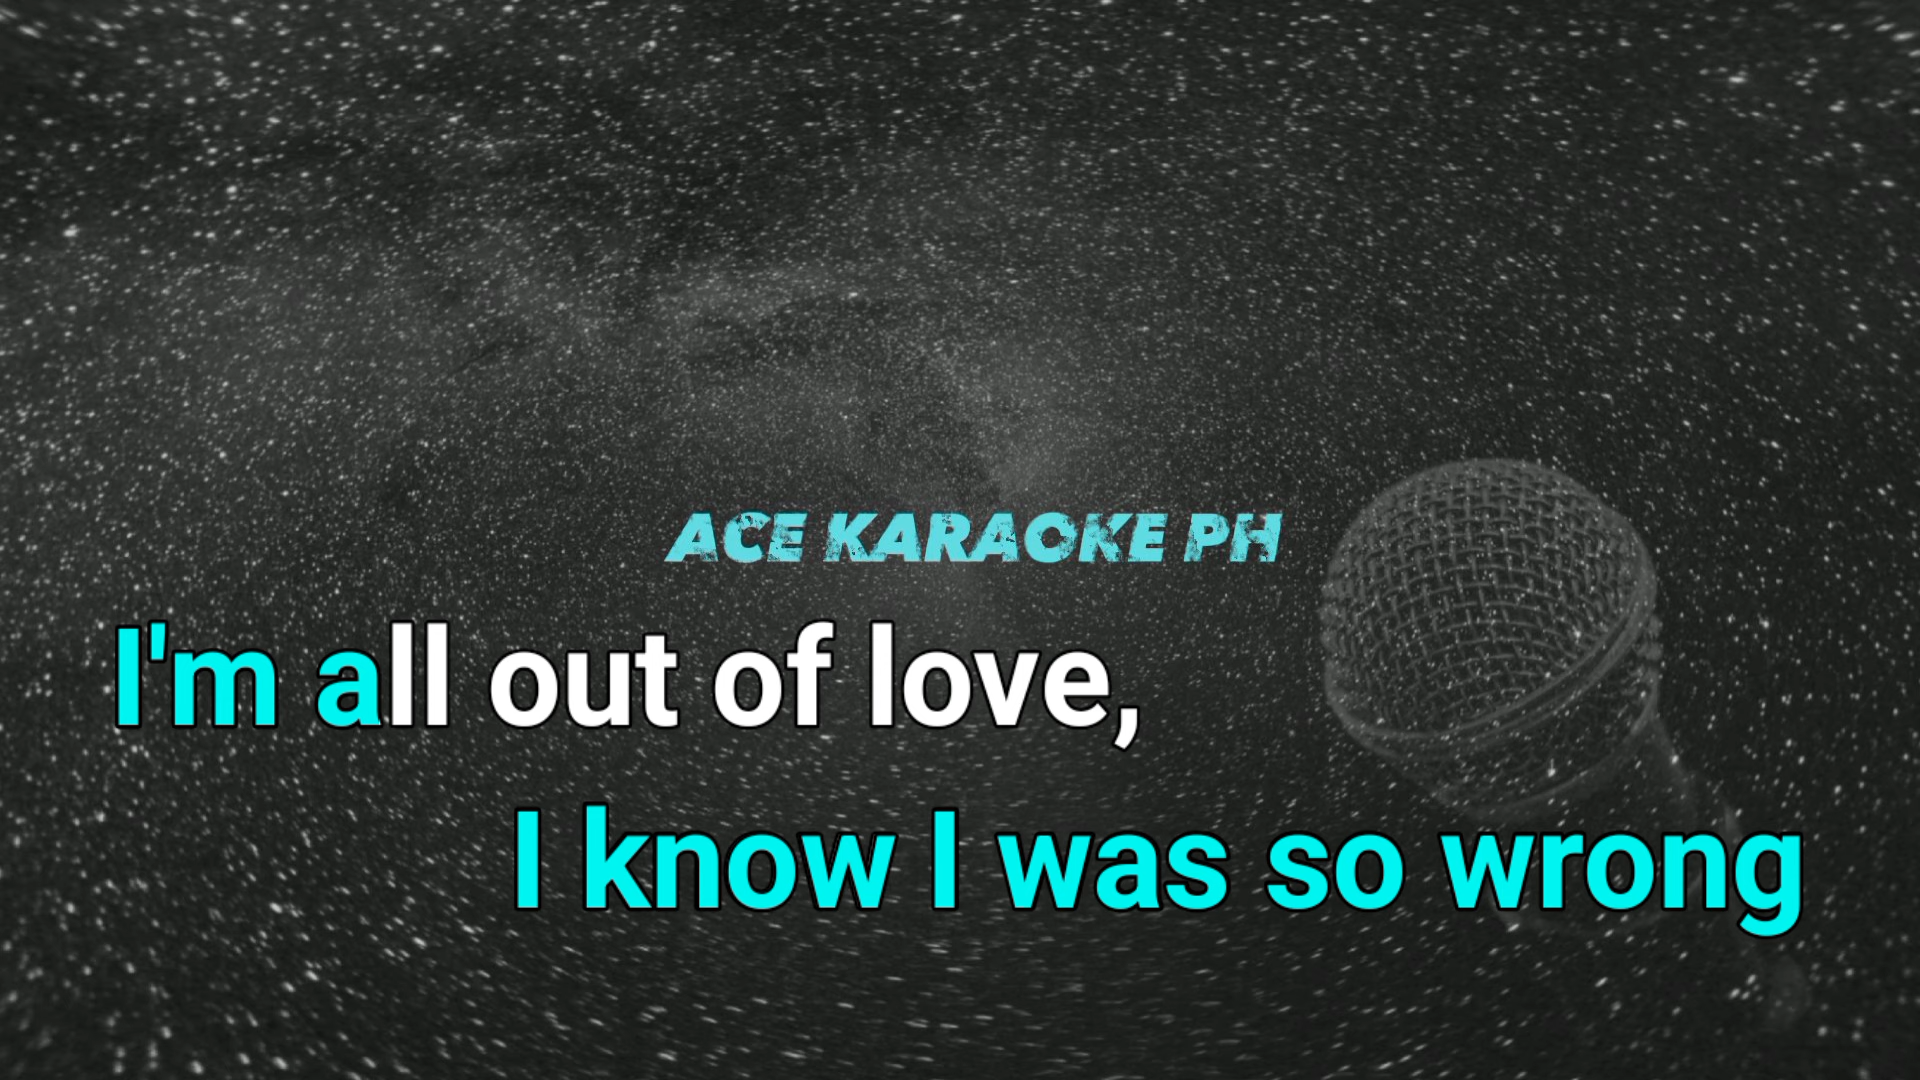 ACE KARAOKE PH
I'm all out of love,
I know I was so wrong